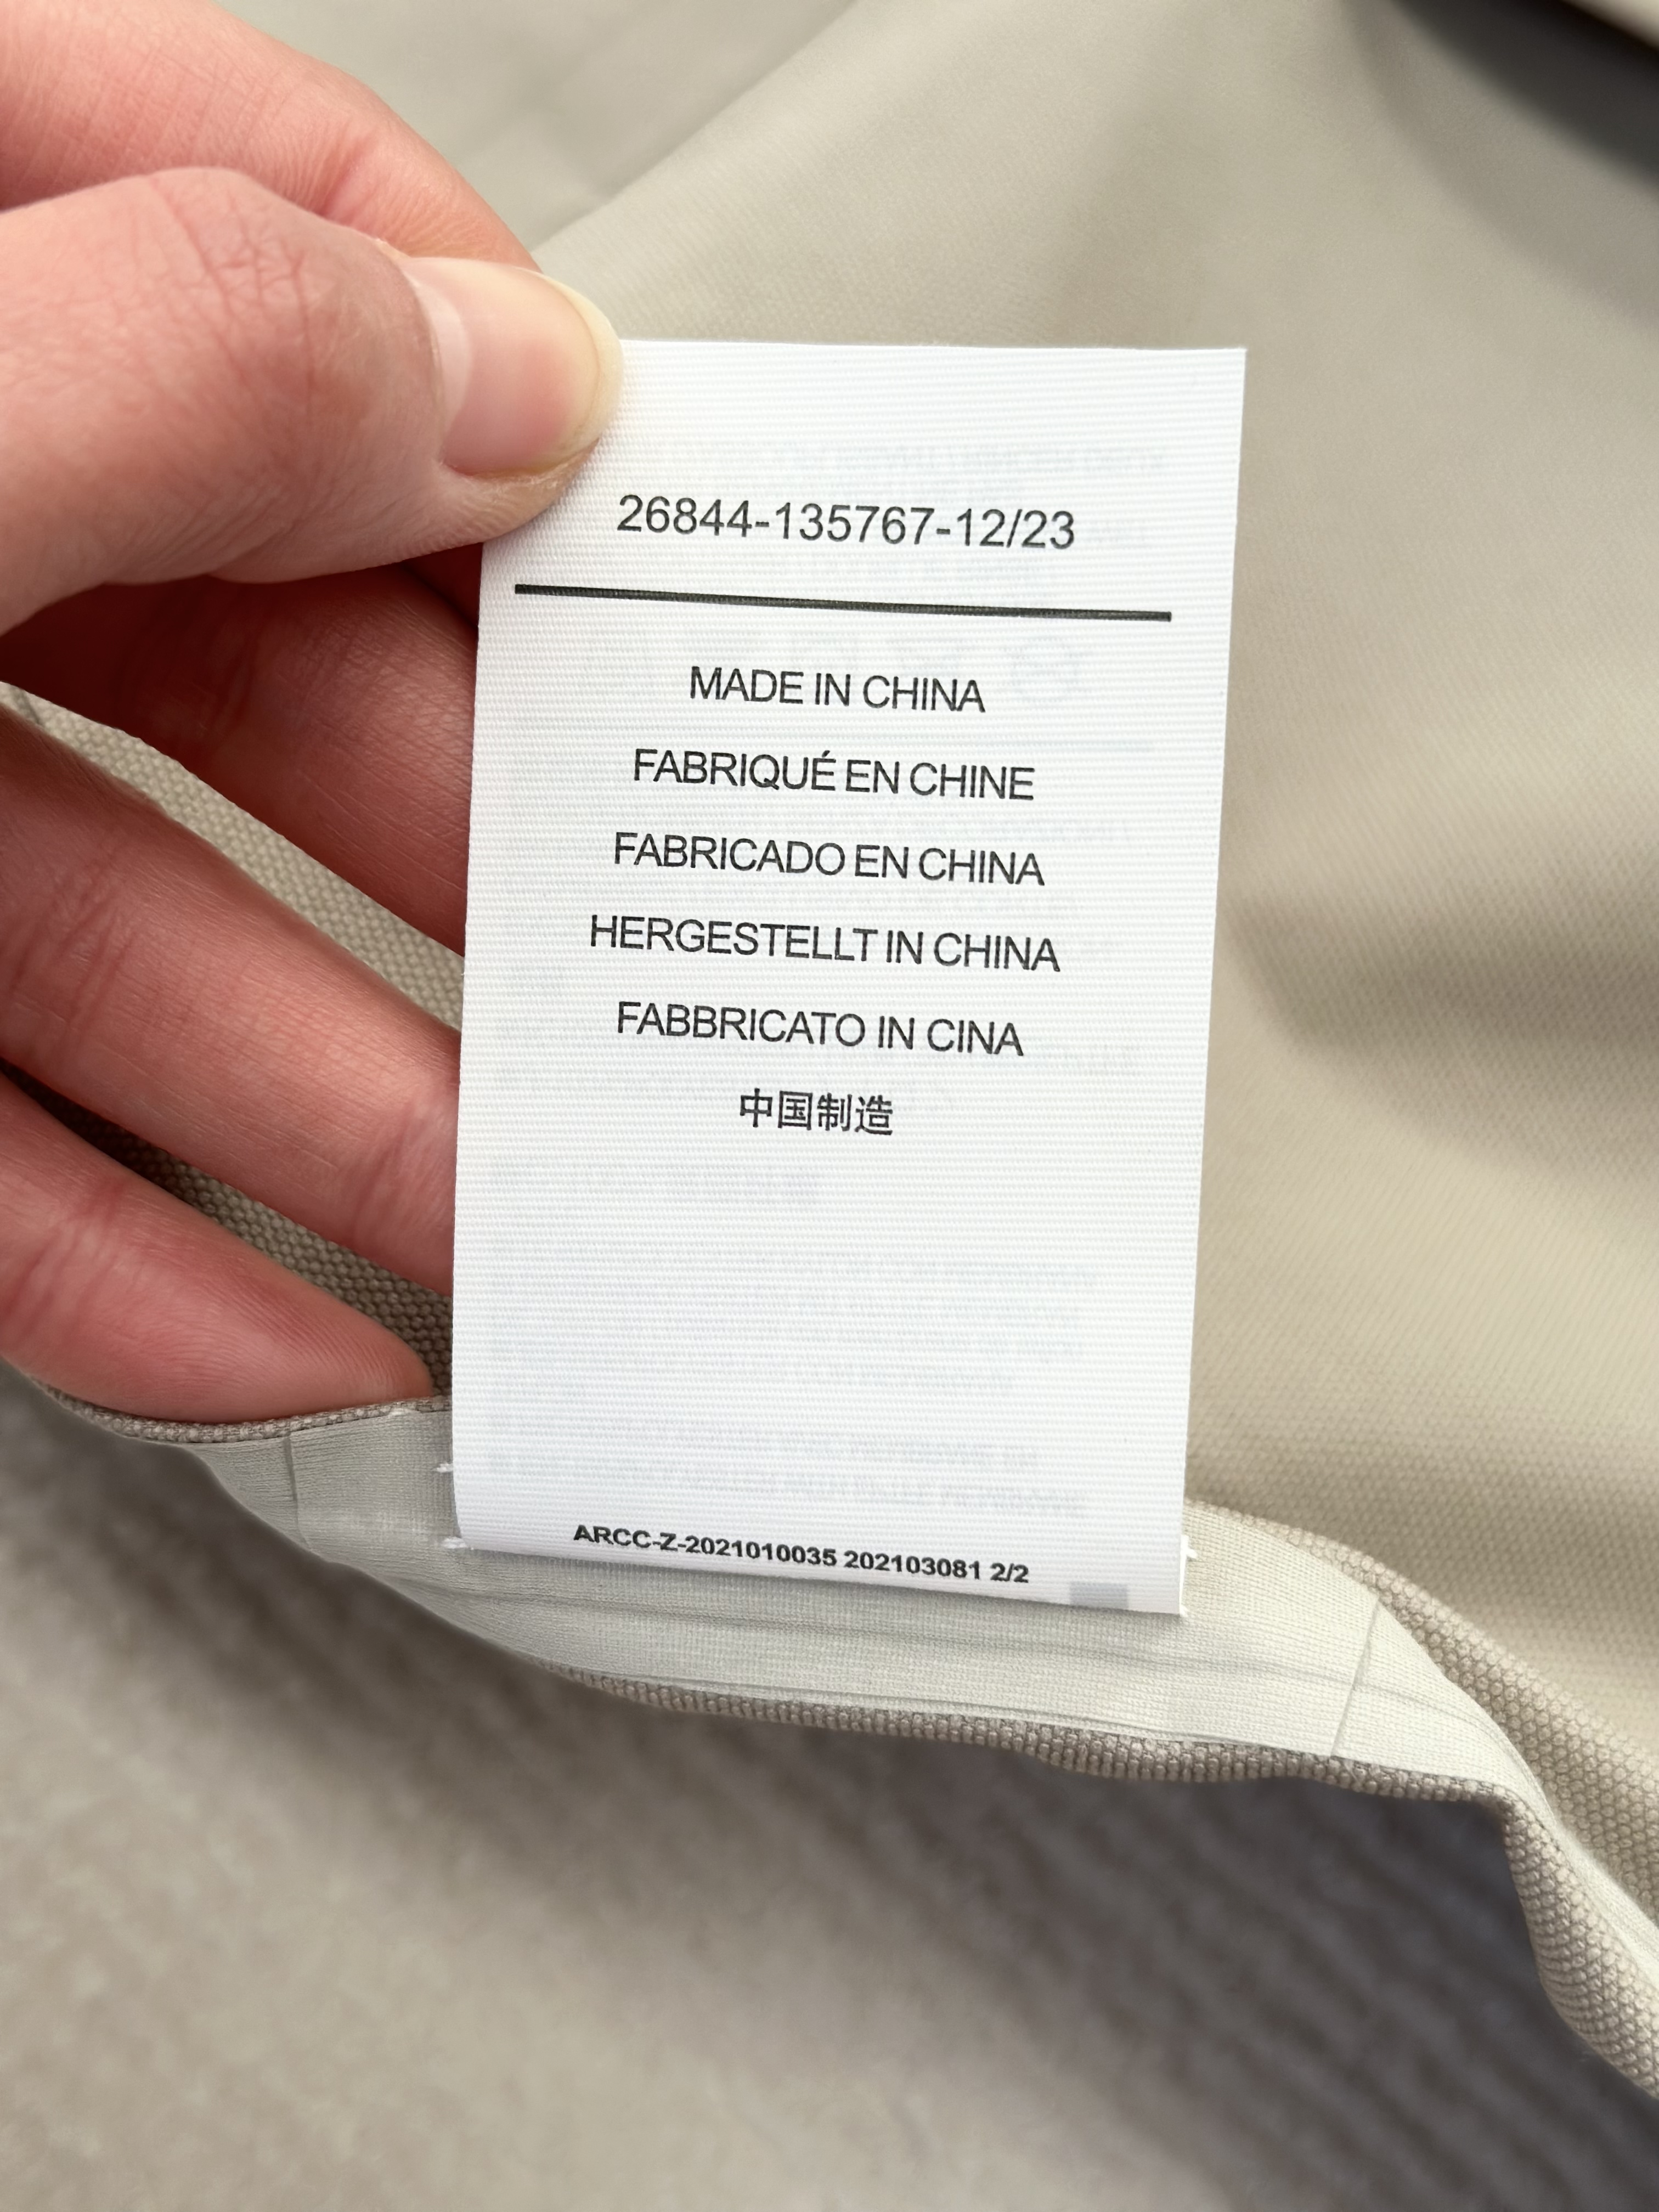 26844-135767-12/23
MADE IN CHINA
FABRIQUÉ EN CHINE
FABRICADO EN CHINA
HERGESTELLT IN CHINA
FABBRICATO IN CINA
中国制造
ARCC-Z-2021010035 202103081 2/2